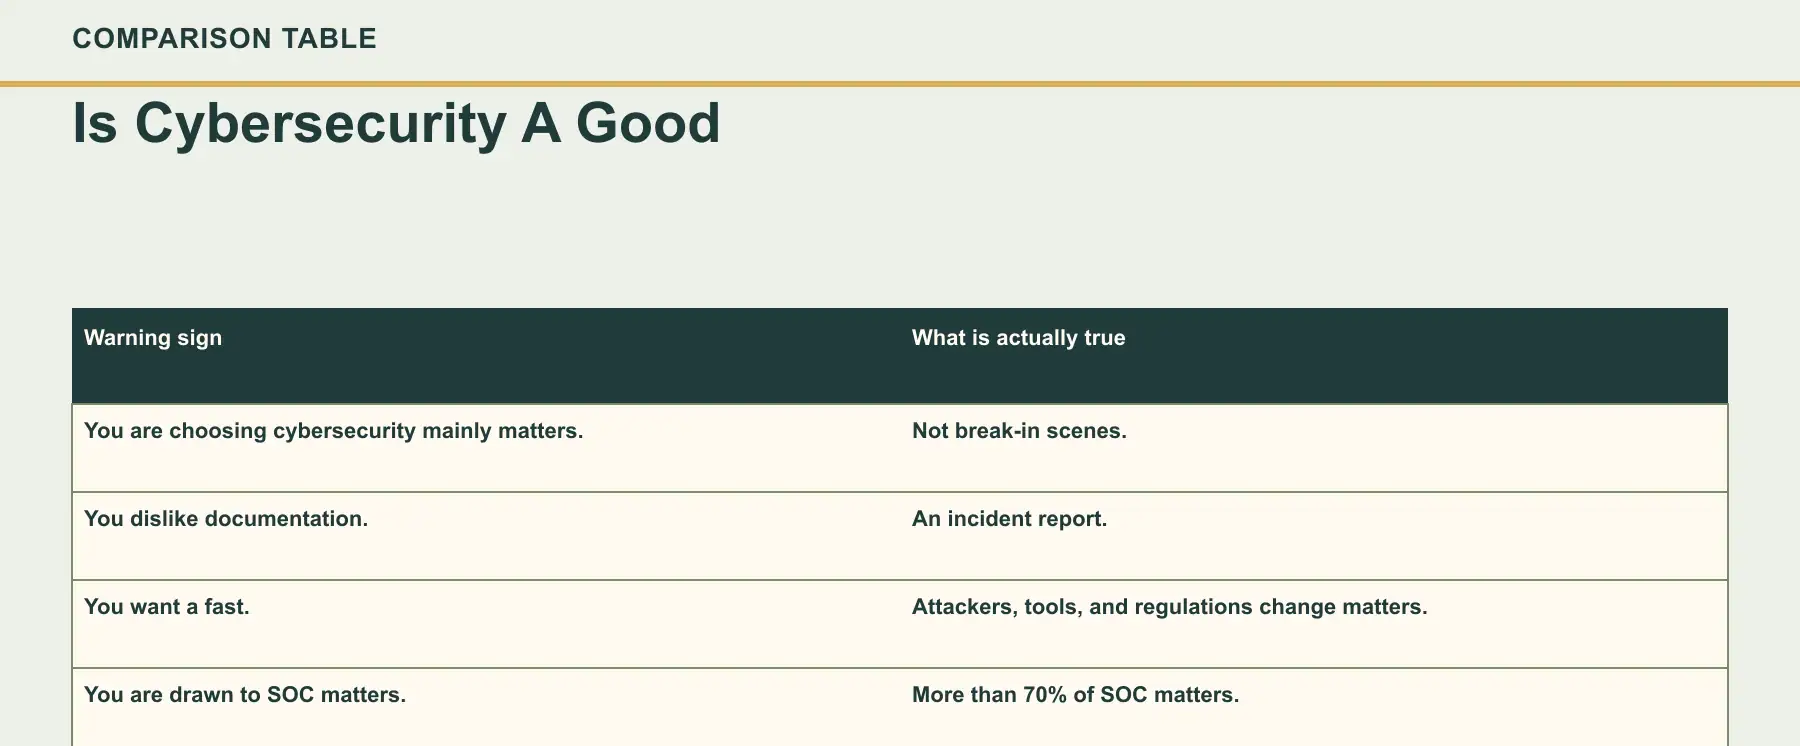 COMPARISON TABLE
Is Cybersecurity A Good
Warning sign
What is actually true
You are choosing cybersecurity mainly matters.
Not break-in scenes.
You dislike documentation.
An incident report.
You want a fast.
Attackers, tools, and regulations change matters.
You are drawn to SOC matters.
More than 70% of SOC matters.